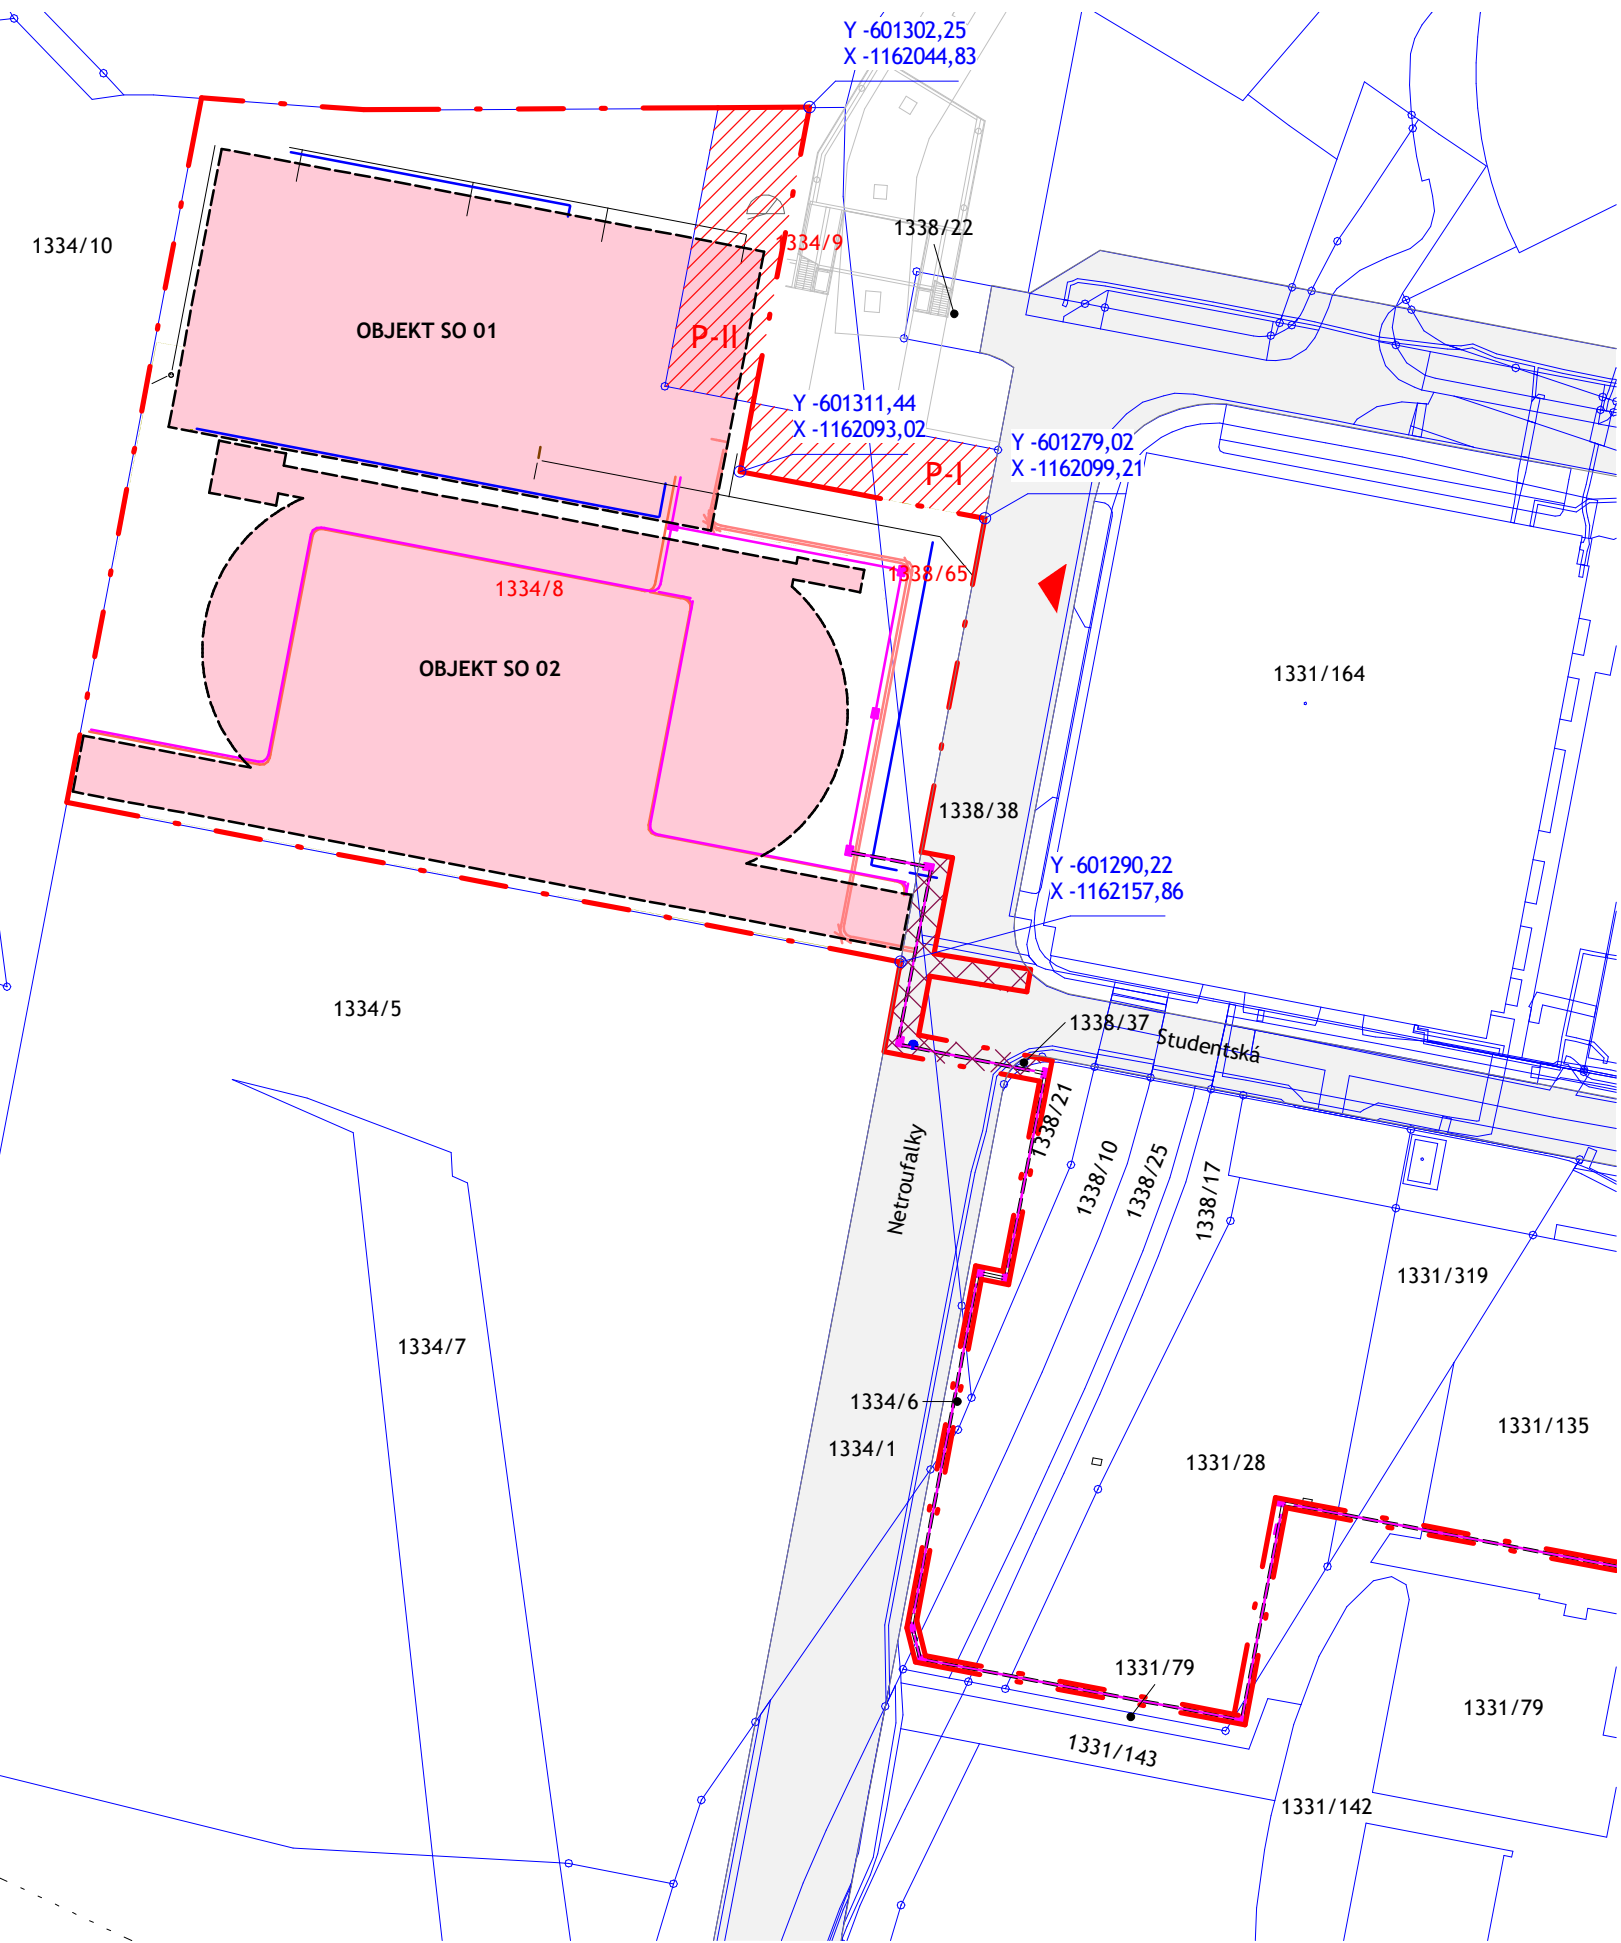 Y -601302,25
X -1162044,83
1334/10
1338/22
1334/9
OBJEKT SO 01
P-II
Y -601311,44
X -1162093,02
Y -601279,02
X -1162099,21
P-I
1338/65
1334/8
OBJEKT SO 02
1331/164
1338/38
Y -601290,22
X -1162157,86
1334/5
1338/37
Studentská
1338/21
1338/10
1338/25
1338/17
Netroufalky
1331/319
1334/7
1334/6
1334/1
1331/135
1331/28
1331/79
1331/79
1331/143
1331/142